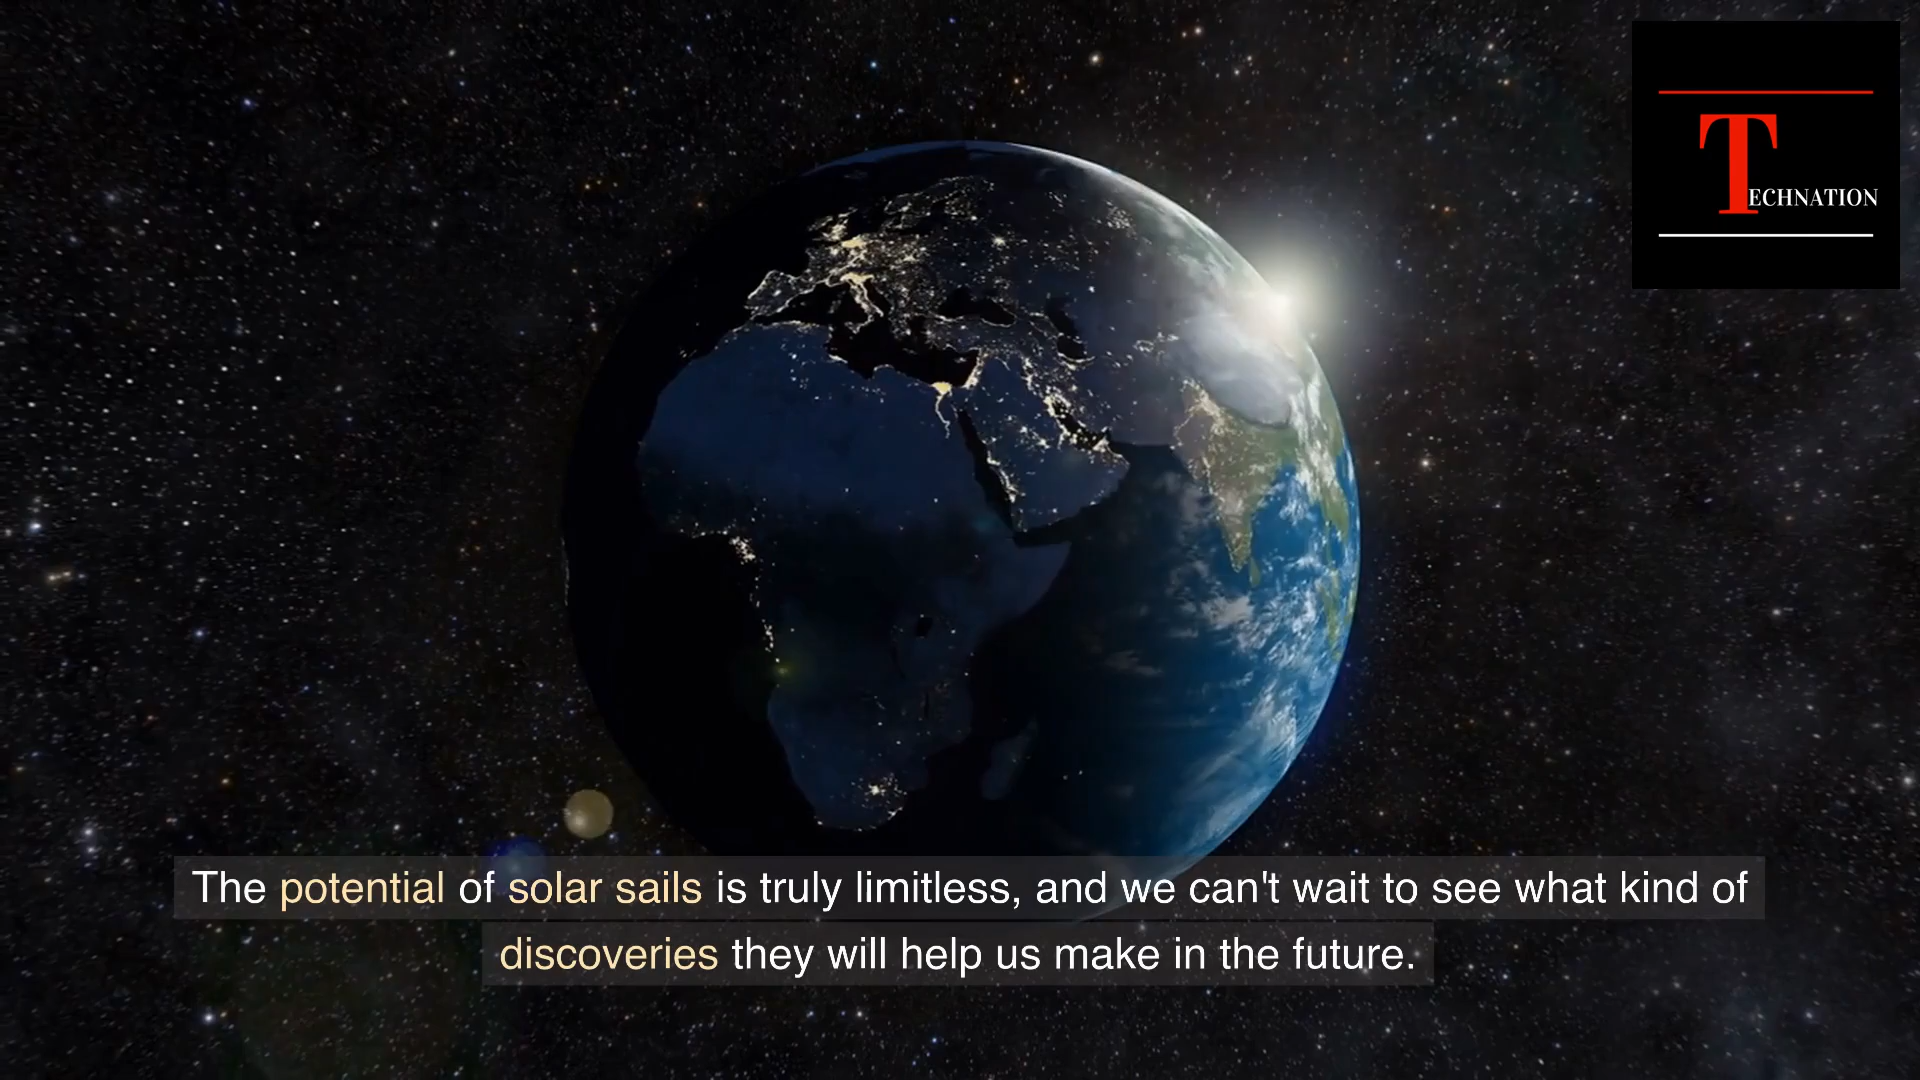 TECHNATION
The potential of solar sails is truly limitless, and we can't wait to see what kind of
discoveries they will help us make in the future.